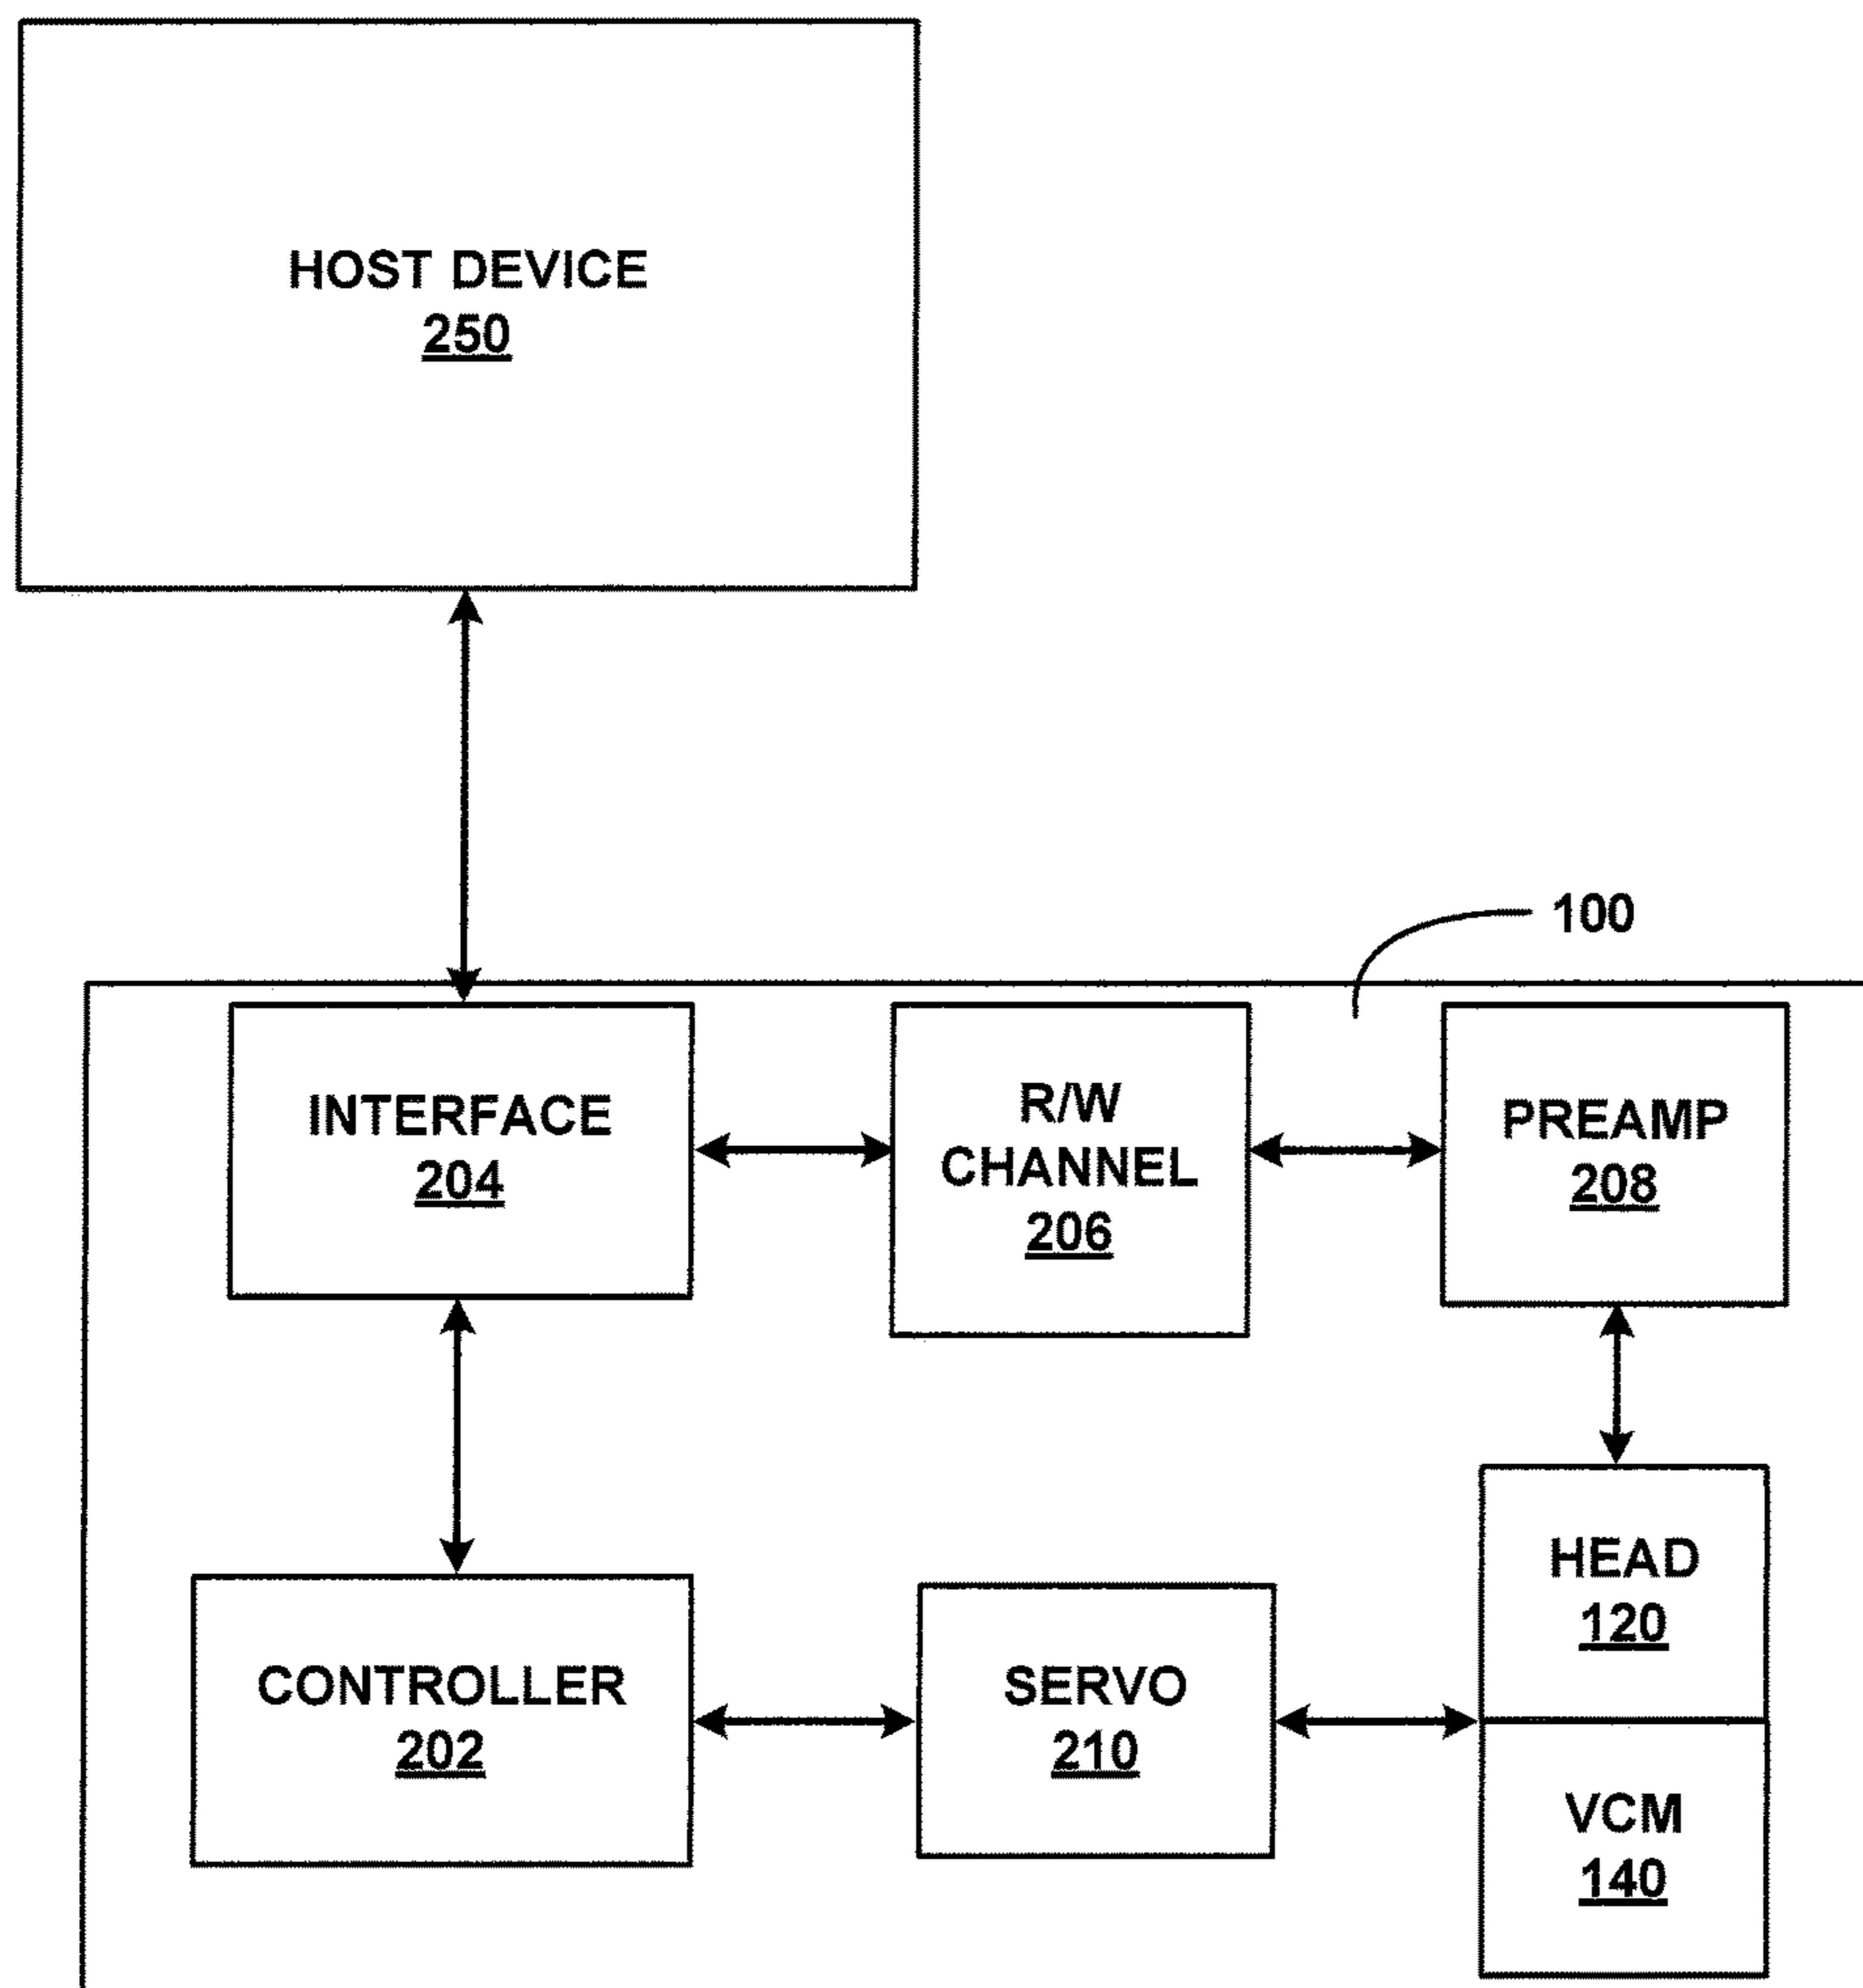 HOST DEVICE
250
100
INTERFACE
204
R/W
CHANNEL
206
PREAMP
208
HEAD
120
CONTROLLER
202
SERVO
210
VCM
140